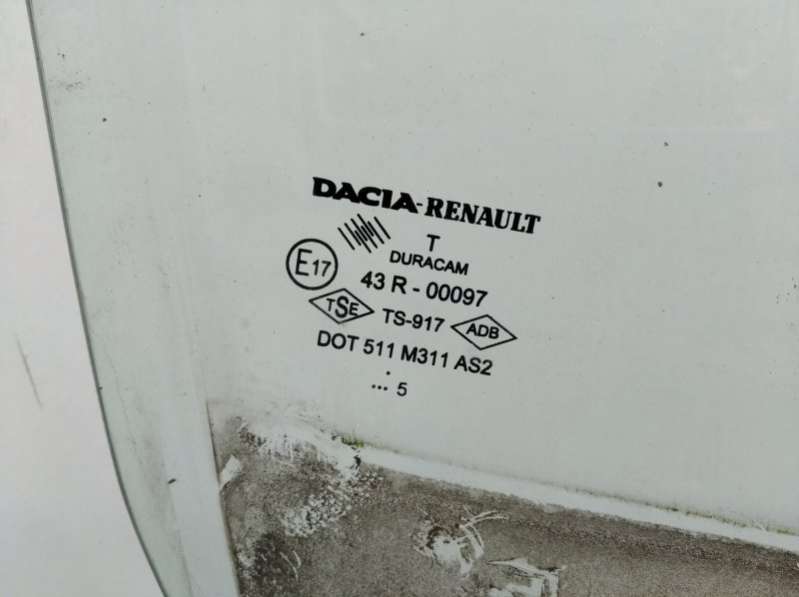 DACIA-RENAULT
T
DURACAM
E17
43 R - 00097
TSE TS-917 ADB
DOT 511 M311 AS2
.
... 5